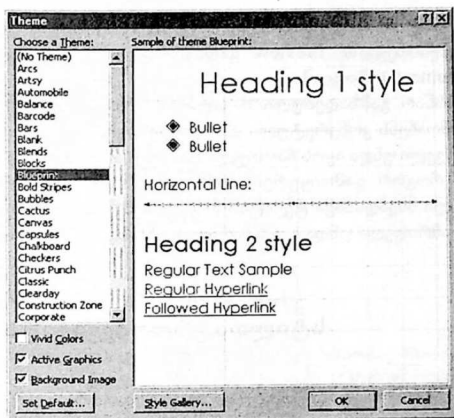 Theme
Choose a Theme:
(No Theme)
Arcs
Artsy
Automobile
Balance
Barcode
Bars
Blank
Blends
Blocks
Blueprint
Bold Stripes
Bubbles
Cactus
Canvas
Capsules
Chalkboard
Checkers
Citrus Punch
Classic
Clearday
Construction Zone
Corporate
Vivid Colors
Active Graphics
Background Image
Set Default...
Sample of theme Blueprint:
Heading 1 style
Bullet
Bullet
Horizontal Line:
Heading 2 style
Regular Text Sample
Regular Hyperlink
Followed Hyperlink
Style Gallery...
OK
Cancel